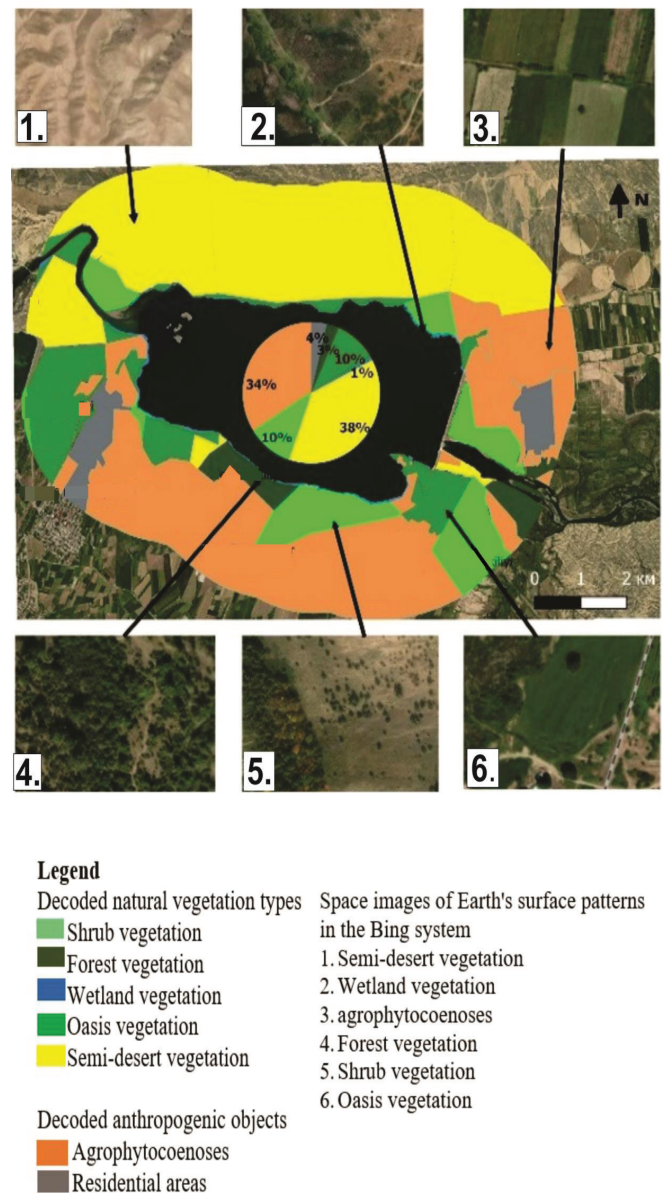 1.
2.
3.
N
4%
3%
10%
1%
34%
38%
10%
0 1 2 км
4.
5.
6.
Legend
Decoded natural vegetation types
Shrub vegetation
Forest vegetation
Wetland vegetation
Oasis vegetation
Semi-desert vegetation
Decoded anthropogenic objects
Agrophytocoenoses
Residential areas
Space images of Earth's surface patterns
in the Bing system
1. Semi-desert vegetation
2. Wetland vegetation
3. agrophytocoenoses
4. Forest vegetation
5. Shrub vegetation
6. Oasis vegetation